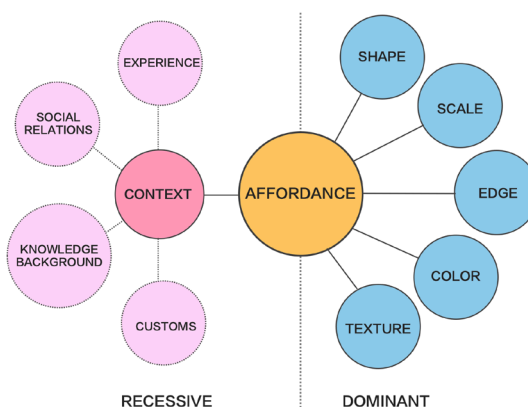 EXPERIENCE
SOCIAL
RELATIONS
CONTEXT
KNOWLEDGE
BACKGROUND
CUSTOMS
AFFORDANCE
SHAPE
SCALE
EDGE
COLOR
TEXTURE
RECESSIVE
DOMINANT